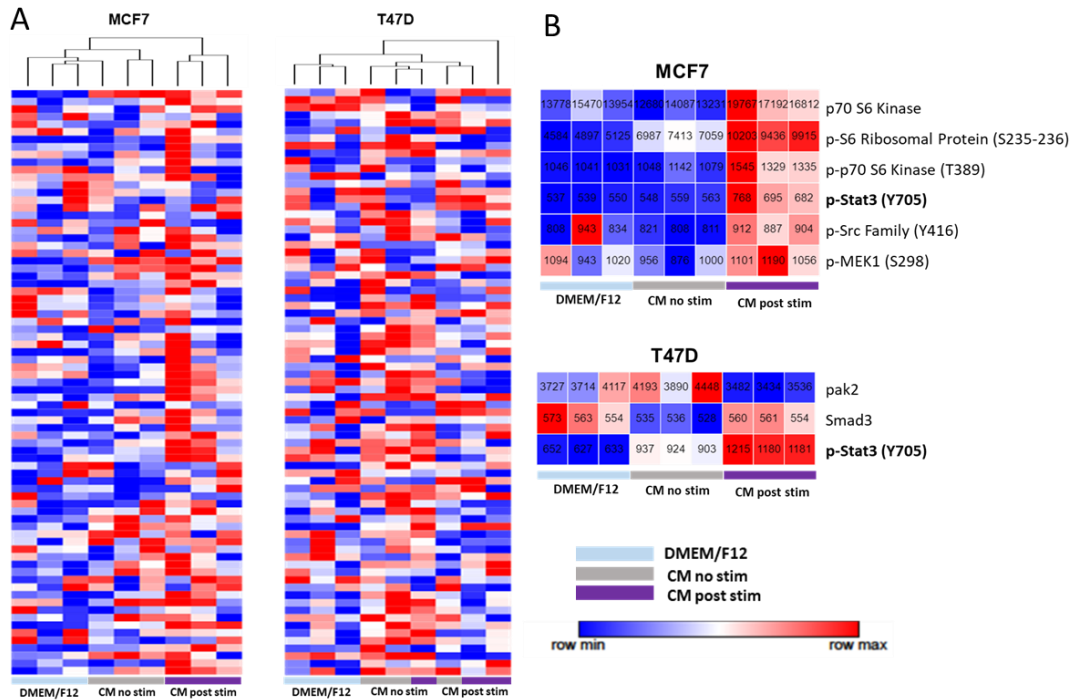 A
MCF7
T47D
DMEM/F12
CM no stim
CM post stim
DMEM/F12
CM no stim
CM post stim
B
MCF7
13778 15470 13954 12680 14087 13231 19767 17192 16812 p70 S6 Kinase
4534 4897 5125 6987 7413 7059 10203 9436 9915 p-S6 Ribosomal Protein (S235-236)
1046 1041 1031 1048 1142 1079 1545 1329 1335 p-p70 S6 Kinase (T389)
537 539 550 548 559 563 768 695 682 p-Stat3 (Y705)
808 943 834 821 806 811 912 887 904 p-Src Family (Y416)
1094 943 1020 956 876 1000 1101 1190 1056 p-MEK1 (S298)
DMEM/F12
CM no stim
CM post stim
T47D
3727 3714 4117 4193 3890 4448 3482 3434 3536 pak2
573 563 554 535 536 528 560 561 554 Smad3
652 627 633 937 924 903 1215 1180 1181 p-Stat3 (Y705)
DMEM/F12
CM no stim
CM post stim
DMEM/F12
CM no stim
CM post stim
row min
row max